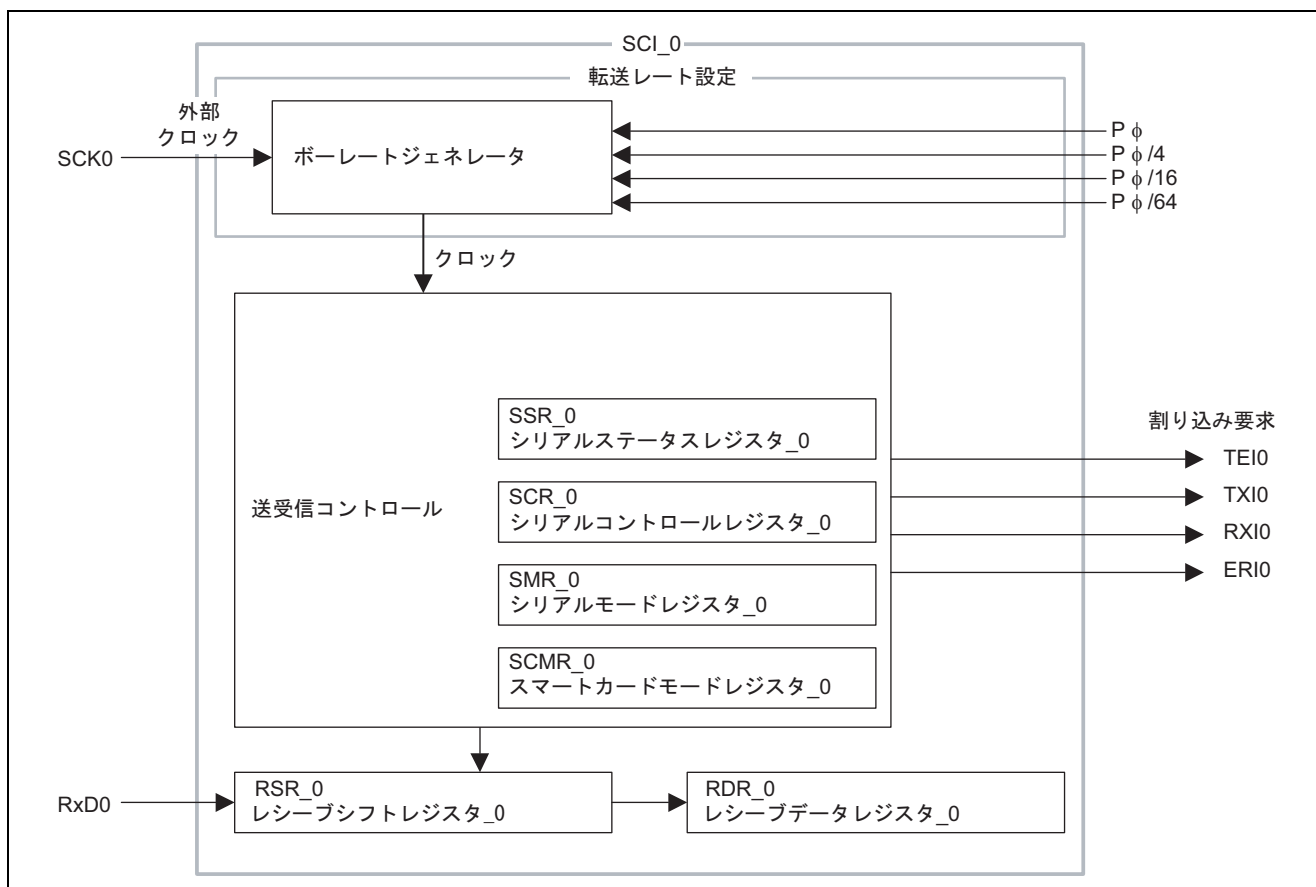 SCI_0
転送レート設定
外部
クロック
SCK0
ボーレートジェネレータ
P φ
P φ /4
P φ /16
P φ /64
クロック
送受信コントロール
SSR_0
シリアルステータスレジスタ_0
SCR_0
シリアルコントロールレジスタ_0
SMR_0
シリアルモードレジスタ_0
SCMR_0
スマートカードモードレジスタ_0
割り込み要求
TEI0
TXI0
RXI0
ERI0
RxD0
RSR_0
レシーブシフトレジスタ_0
RDR_0
レシーブデータレジスタ_0